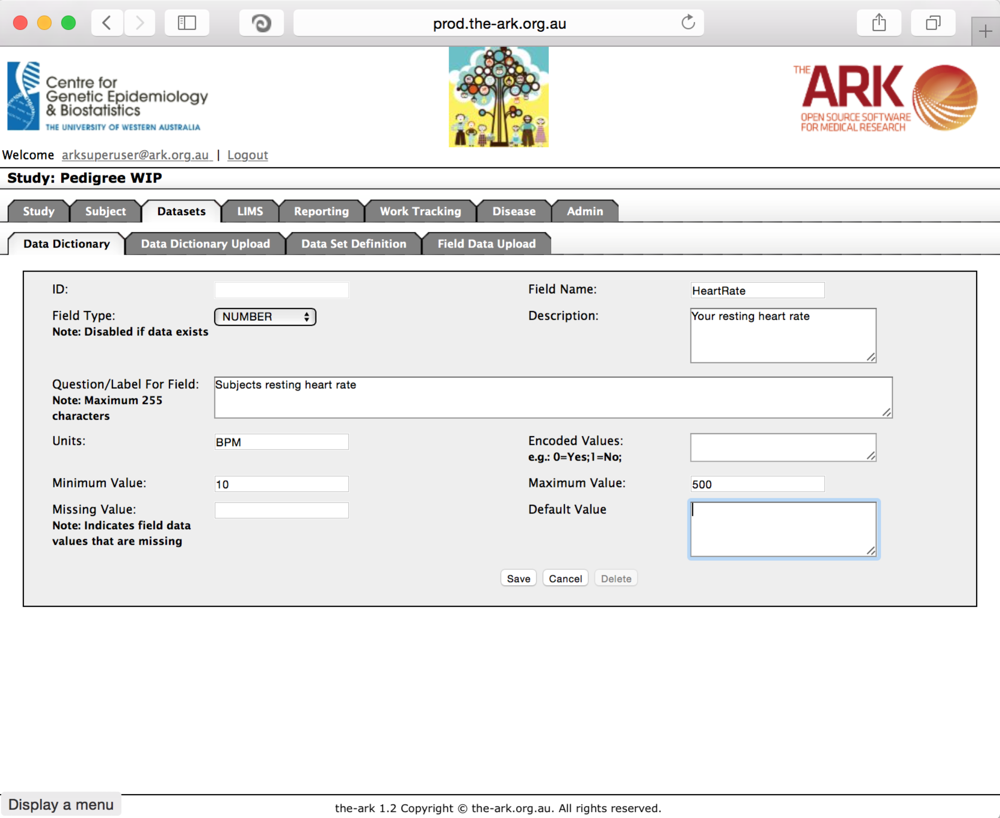 prod.the-ark.org.au
Centre for
Genetic Epidemiology
& Biostatistics
THE UNIVERSITY OF WESTERN AUSTRALIA
THE ARK
OPEN SOURCE SOFTWARE
FOR MEDICAL RESEARCH
Welcome arksuperuser@ark.org.au | Logout
Study: Pedigree WIP
Study Subject Datasets LIMS Reporting Work Tracking Disease Admin
Data Dictionary Data Dictionary Upload Data Set Definition Field Data Upload
ID: Field Name: HeartRate
Field Type: NUMBER Description: Your resting heart rate
Note: Disabled if data exists
Question/Label For Field: Subjects resting heart rate
Note: Maximum 255
characters
Units: BPM Encoded Values:
e.g.: 0=Yes;1=No;
Minimum Value: 10 Maximum Value: 500
Missing Value: Default Value
Note: Indicates field data
values that are missing
Save Cancel Delete
Display a menu
the-ark 1.2 Copyright © the-ark.org.au. All rights reserved.